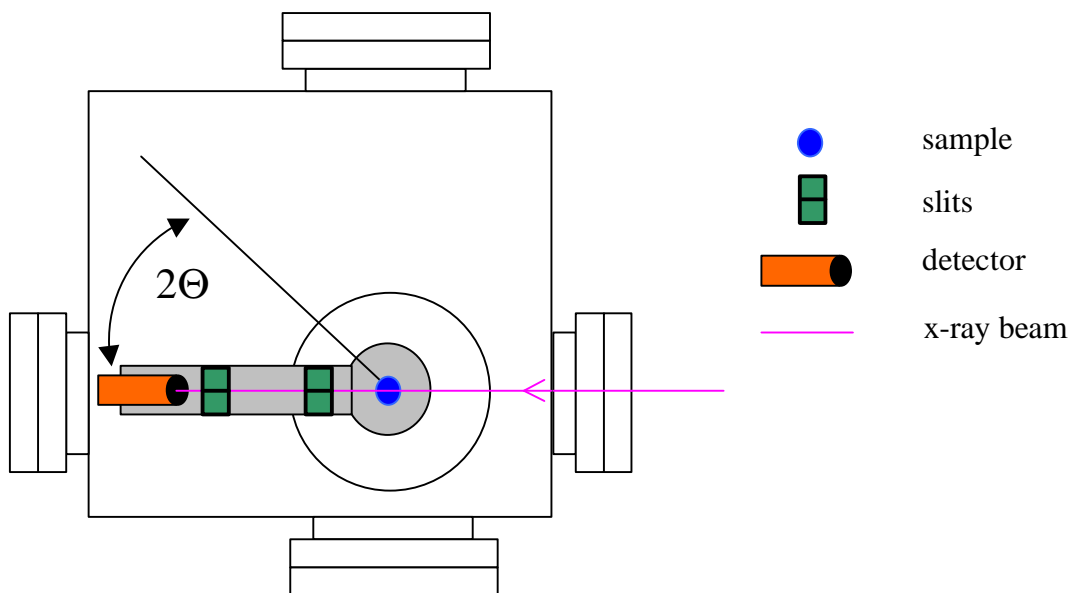 sample
slits
detector
x-ray beam
2Θ